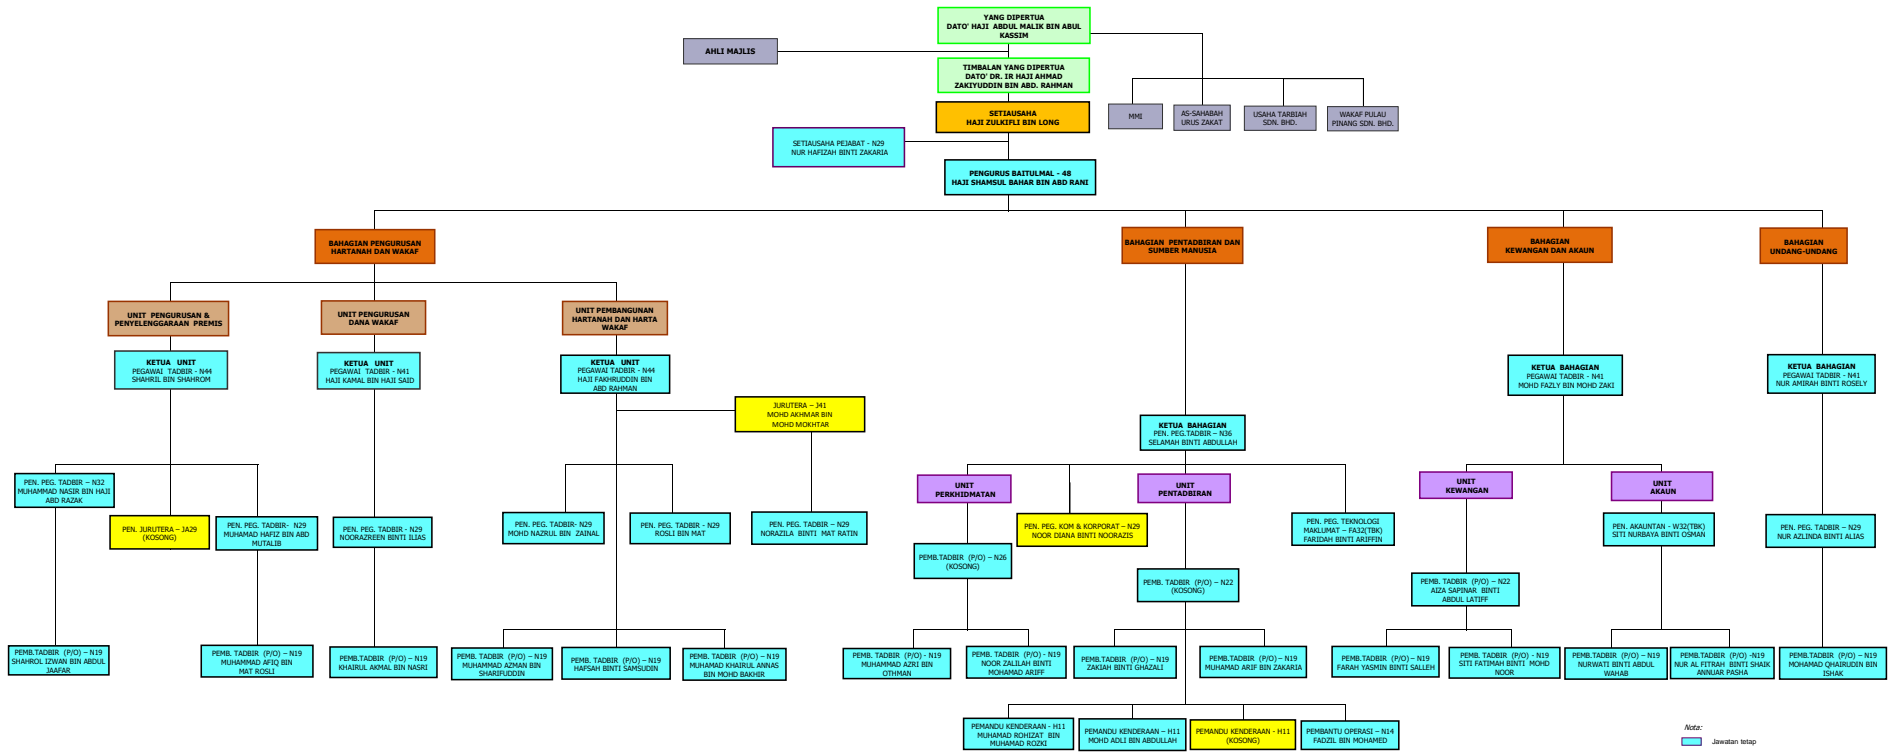 YANG DIPERTUA
DATO' HAJI ABDUL MALIK BIN ABUL
KASSIM
AHLI MAJLIS
TIMBALAN YANG DIPERTUA
DATO' DR. IR HAJI AHMAD
ZAKIYUDDIN BIN ABD. RAHMAN
SETIAUSAHA
HAJI ZULKIFLI BIN LONG
MMI
AS-SAHABAH
URUS ZAKAT
USAHA TARBIAH
SDN. BHD.
WAKAF PULAU
PINANG SDN. BHD.
SETIAUSAHA PEJABAT - N29
NUR HAFIZAH BINTI ZAKARIA
PENGURUS BAITULMAL - 48
HAJI SHAMSUL BAHAR BIN ABD RANI
BAHAGIAN PENGURUSAN
HARTANAH DAN WAKAF
BAHAGIAN PENTADBIRAN DAN
SUMBER MANUSIA
BAHAGIAN
KEWANGAN DAN AKAUN
BAHAGIAN
UNDANG-UNDANG
UNIT PENGURUSAN &
PENYELENGGARAAN PREMIS
UNIT PENGURUSAN
DANA WAKAF
UNIT PEMBANGUNAN
HARTANAH DAN HARTA
WAKAF
KETUA UNIT
PEGAWAI TADBIR - N44
SHAHRIL BIN SHAHROM
KETUA UNIT
PEGAWAI TADBIR - N41
HAJI KAMAL BIN HAJI SAID
KETUA UNIT
PEGAWAI TADBIR - N44
HAJI FAKHRUDDIN BIN
ABD RAHMAN
KETUA BAHAGIAN
PEGAWAI TADBIR - N41
MOHD FAZLY BIN MOHD ZAKI
KETUA BAHAGIAN
PEGAWAI TADBIR - N41
NUR AMIRAH BINTI ROSELY
JURUTERA – J41
MOHD AKHMAR BIN
MOHD MOKHTAR
KETUA BAHAGIAN
PEN. PEG.TADBIR – N36
SELAMAH BINTI ABDULLAH
PEN. PEG. TADBIR – N32
MUHAMMAD NASIR BIN HAJI
ABD RAZAK
PEN. JURUTERA – JA29
(KOSONG)
PEN. PEG. TADBIR- N29
MUHAMAD HAFIZ BIN ABD
MUTALIB
PEN. PEG. TADBIR - N29
NOORAZREEN BINTI ILIAS
PEN. PEG. TADBIR- N29
MOHD NAZRUL BIN ZAINAL
PEN. PEG. TADBIR - N29
ROSLI BIN MAT
PEN. PEG. TADBIR – N29
NORAZILA BINTI MAT RATIN
UNIT
PERKHIDMATAN
UNIT
PENTADBIRAN
UNIT
KEWANGAN
UNIT
AKAUN
PEN. PEG. KOM & KORPORAT – N29
NOOR DIANA BINTI NOORAZIS
PEN. PEG. TEKNOLOGI
MAKLUMAT – FA32(TBK)
FARIDAH BINTI ARIFFIN
PEN. AKAUNTAN - W32(TBK)
SITI NURBAYA BINTI OSMAN
PEN. PEG. TADBIR – N29
NUR AZLINDA BINTI ALIAS
PEMB.TADBIR (P/O) – N26
(KOSONG)
PEMB. TADBIR (P/O) – N22
(KOSONG)
PEMB. TADBIR (P/O) – N22
AIZA SAPINAR BINTI
ABDUL LATIFF
PEMB.TADBIR (P/O) – N19
SHAHROL IZWAN BIN ABDUL
JAAFAR
PEMB. TADBIR (P/O) – N19
MUHAMMAD AFIQ BIN
MAT ROSLI
PEMB.TADBIR (P/O) – N19
KHAIRUL AKMAL BIN NASRI
PEMB. TADBIR (P/O) – N19
MUHAMMAD AZMAN BIN
SHARIFUDDIN
PEMB. TADBIR (P/O) – N19
HAFSAH BINTI SAMSUDIN
PEMB. TADBIR (P/O) – N19
MUHAMAD KHAIRUL ANNAS
BIN MOHD BAKHIR
PEMB. TADBIR (P/O) - N19
MUHAMMAD AZRI BIN
OTHMAN
PEMB. TADBIR (P/O) - N19
NOOR ZALILAH BINTI
MOHAMAD ARIFF
PEMB.TADBIR (P/O) – N19
ZAKIAH BINTI GHAZALI
PEMB.TADBIR (P/O) – N19
MUHAMAD ARIF BIN ZAKARIA
PEMB.TADBIR (P/O) – N19
FARAH YASMIN BINTI SALLEH
PEMB. TADBIR (P/O) - N19
SITI FATIMAH BINTI MOHD
NOOR
PEMB.TADBIR (P/O) – N19
NURWATI BINTI ABDUL
WAHAB
PEMB.TADBIR (P/O) -N19
NUR AL FITRAH BINTI SHAIK
ANNUAR PASHA
PEMB.TADBIR (P/O) – N19
MOHAMAD QHAIRUDIN BIN
ISHAK
PEMANDU KENDERAAN - H11
MUHAMAD ROHIZAT BIN
MUHAMAD ROZKI
PEMANDU KENDERAAN – H11
MOHD ADLI BIN ABDULLAH
PEMANDU KENDERAAN - H11
(KOSONG)
PEMBANTU OPERASI – N14
FADZIL BIN MOHAMED
Nota:
Jawatan tetap